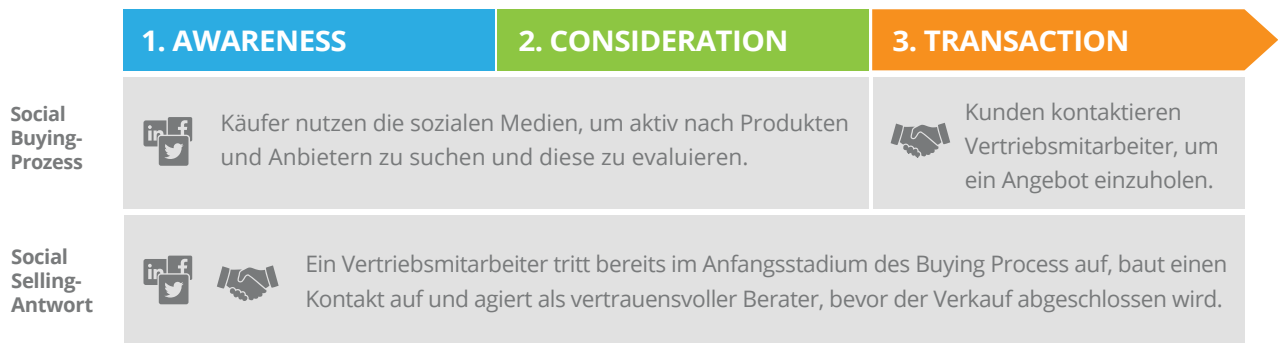 1. AWARENESS
2. CONSIDERATION
3. TRANSACTION
Social
Buying-
Prozess
Käufer nutzen die sozialen Medien, um aktiv nach Produkten
und Anbietern zu suchen und diese zu evaluieren.
Kunden kontaktieren
Vertriebsmitarbeiter, um
ein Angebot einzuholen.
Social
Selling-
Antwort
Ein Vertriebsmitarbeiter tritt bereits im Anfangsstadium des Buying Process auf, baut einen
Kontakt auf und agiert als vertrauensvoller Berater, bevor der Verkauf abgeschlossen wird.